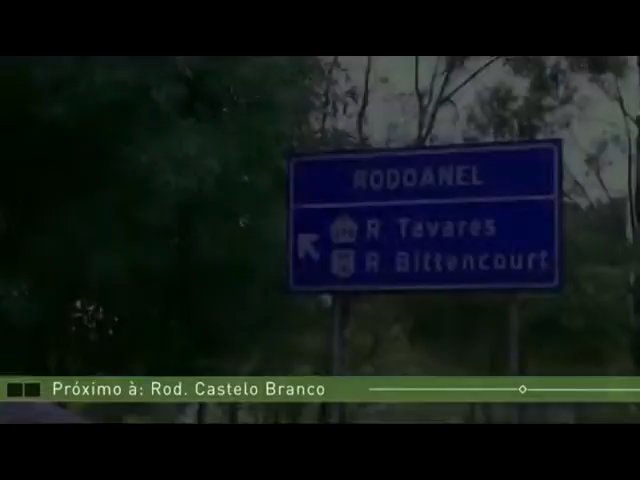 RODOANEL
R. Tavares
R. Bittencourt
Próximo à: Rod. Castelo Branco